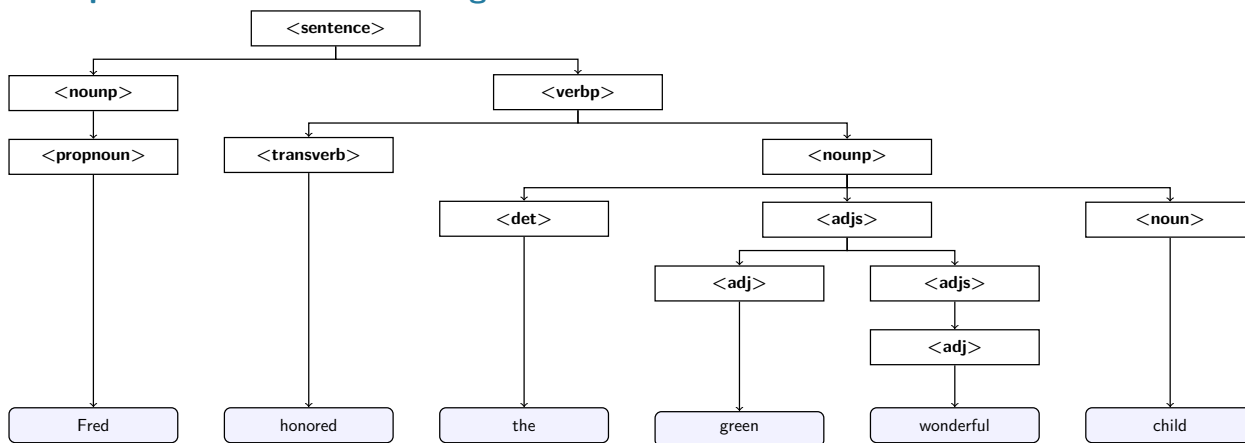 <sentence>
<nounp> <verbp>
<propnoun> <transverb> <nounp>
<det> <adjs> <noun>
<adj> <adjs>
<adj>
Fred honored the green wonderful child